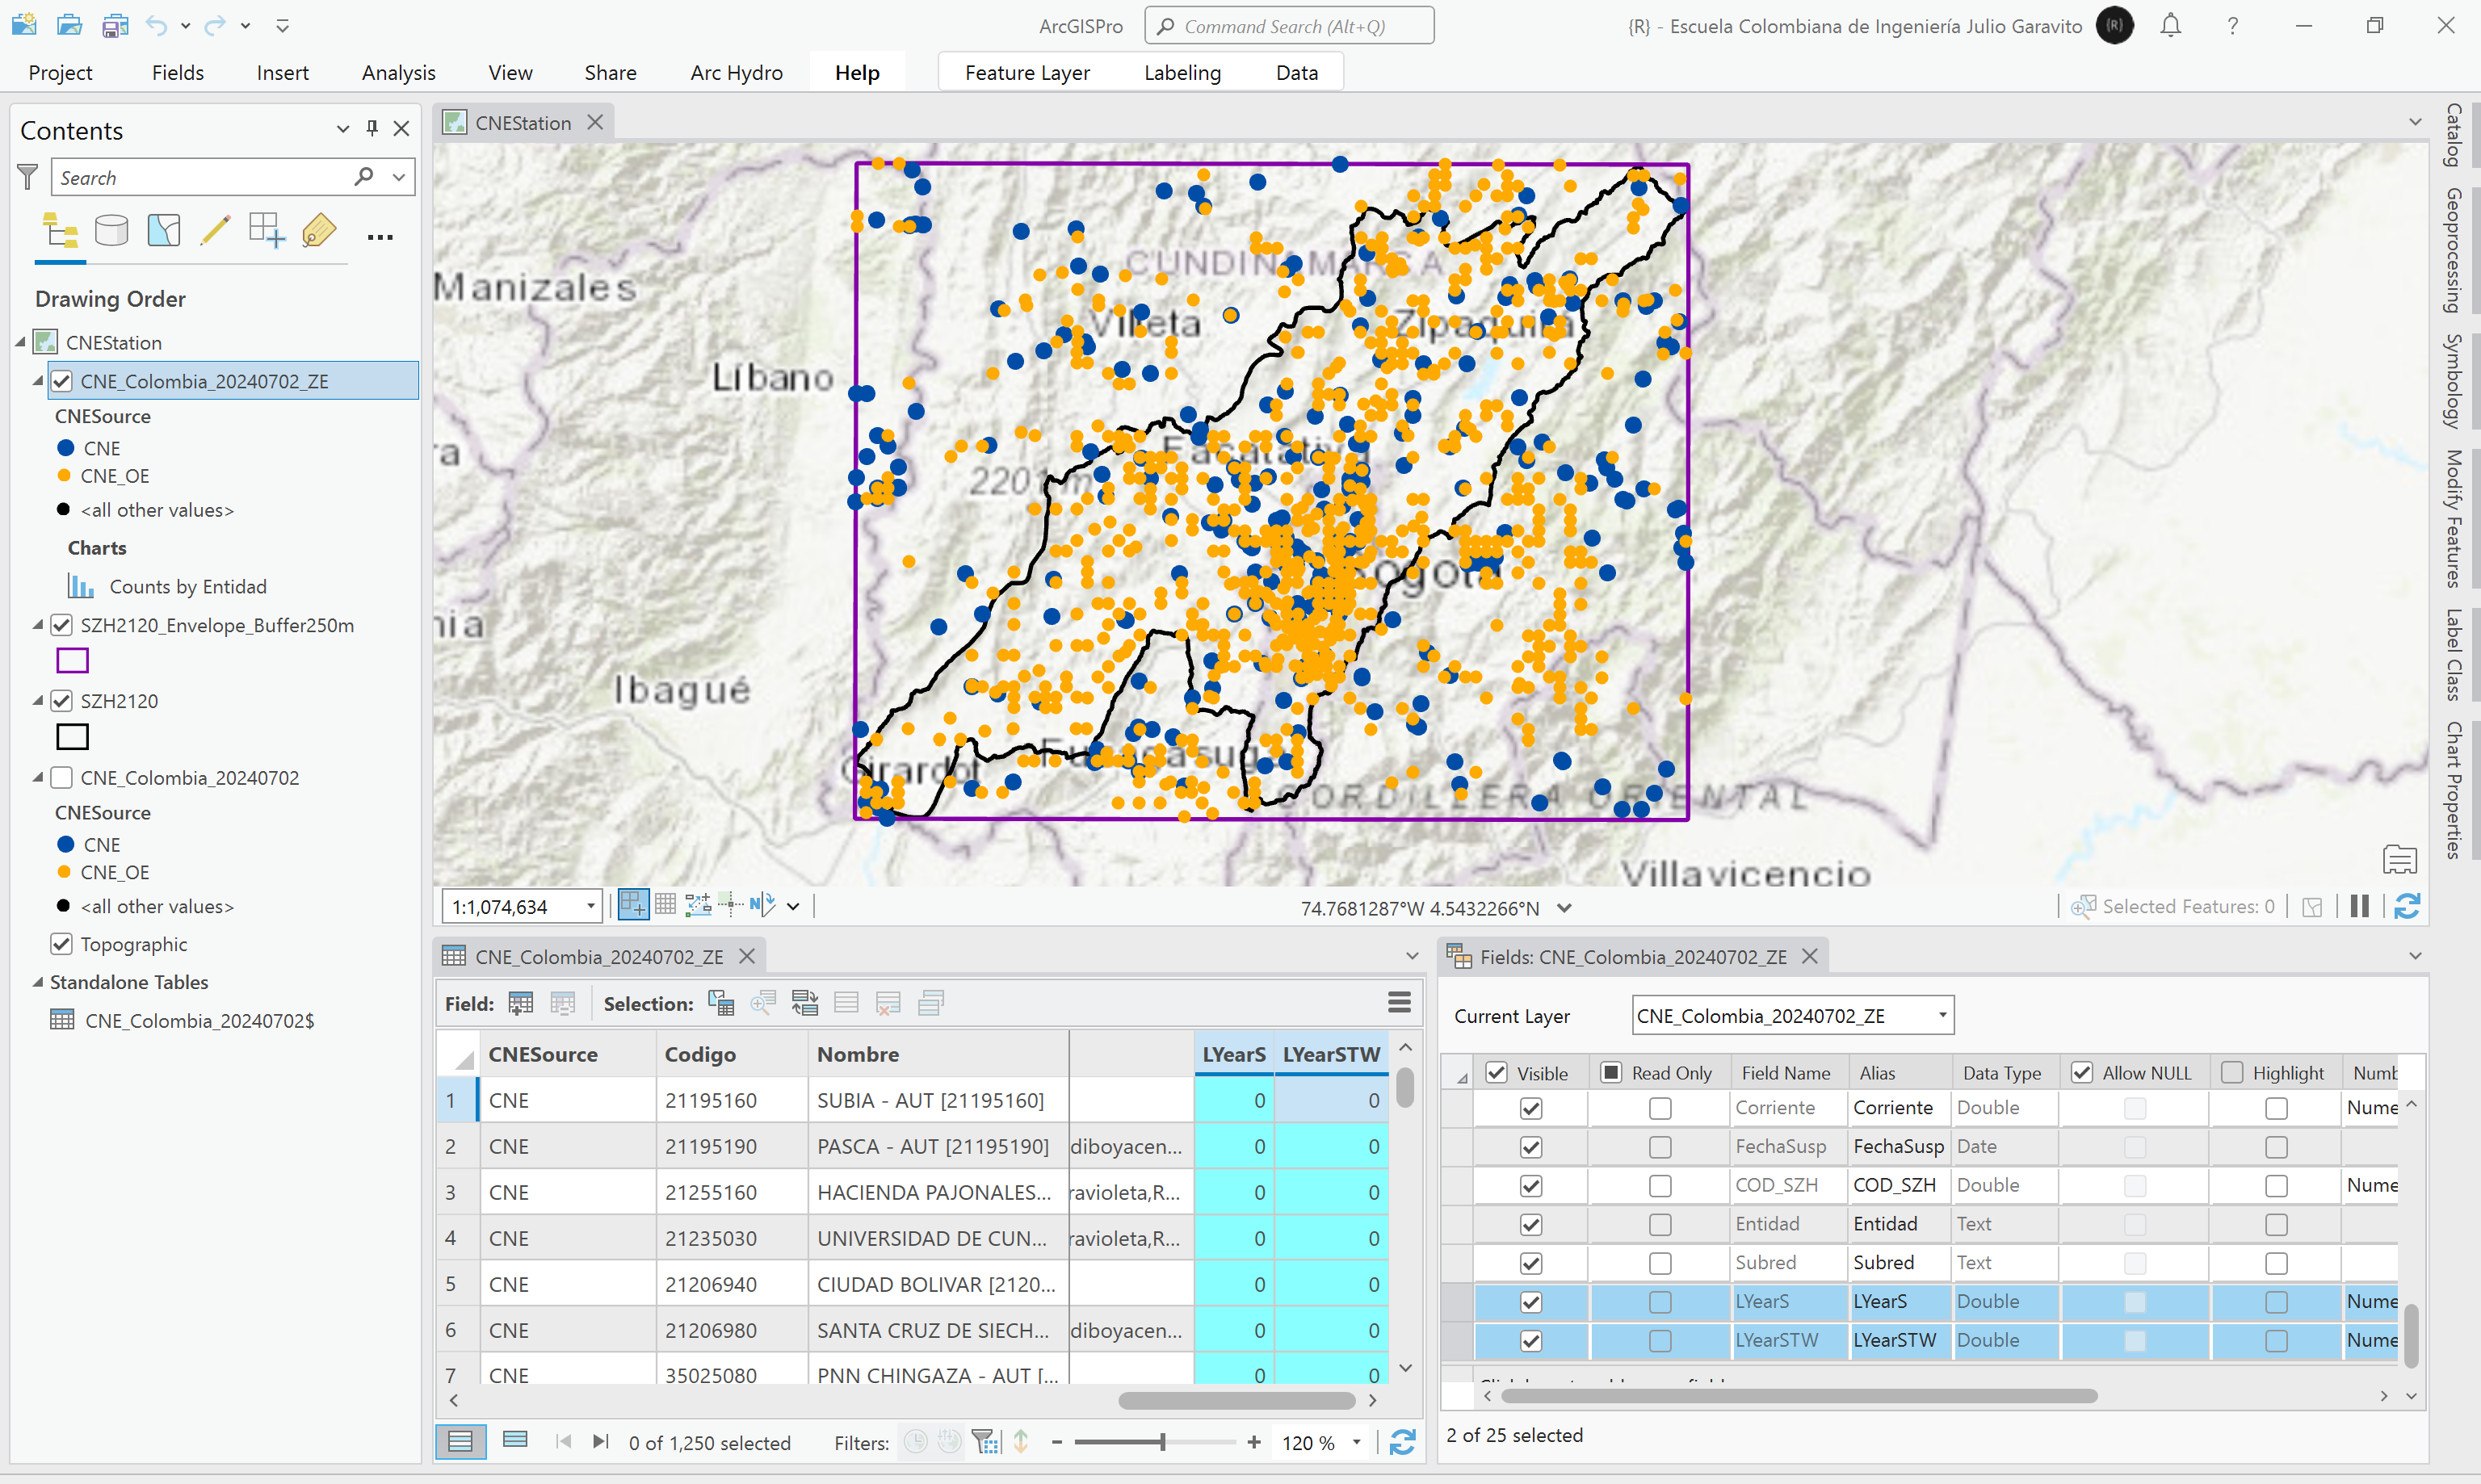 ArcGISPro
Command Search (Alt+Q)
{R} - Escuela Colombiana de Ingeniería Julio Garavito
{R}
Project Fields Insert Analysis View Share Arc Hydro Help Feature Layer Labeling Data
Contents
Search
Drawing Order
CNEStation
CNE_Colombia_20240702_ZE
CNESource
CNE
CNE_OE
<all other values>
Charts
Counts by Entidad
SZH2120_Envelope_Buffer250m
SZH2120
CNE_Colombia_20240702
CNESource
CNE
CNE_OE
<all other values>
Topographic
Standalone Tables
CNE_Colombia_20240702$
CNEStation
Manizales
Líbano
Villeta
Zipaquirá
2201 m
Ibagué
Girardot
Villavicencio
CORDILLERA ORIENTAL
1:1,074,634
74.7681287°W 4.5432266°N
Selected Features: 0
CNE_Colombia_20240702_ZE
Field: Selection:
CNESource Codigo Nombre LYearS LYearSTW
1 CNE 21195160 SUBIA - AUT [21195160] 0 0
2 CNE 21195190 PASCA - AUT [21195190] diboyacen... 0 0
3 CNE 21255160 HACIENDA PAJONALES... ravioleta,R... 0 0
4 CNE 21235030 UNIVERSIDAD DE CUN... ravioleta,R... 0 0
5 CNE 21206940 CIUDAD BOLIVAR [2120... 0 0
6 CNE 21206980 SANTA CRUZ DE SIECH... diboyacen... 0 0
7 CNE 35025080 PNN CHINGAZA - AUT [... 0 0
0 of 1,250 selected Filters: 120 %
Fields: CNE_Colombia_20240702_ZE
Current Layer CNE_Colombia_20240702_ZE
Visible Read Only Field Name Alias Data Type Allow NULL Highlight Numb
Corriente Corriente Double Nume
FechaSusp FechaSusp Date
COD_SZH COD_SZH Double Nume
Entidad Entidad Text
Subred Subred Text
LYearS LYearS Double Nume
LYearSTW LYearSTW Double Nume
2 of 25 selected
Catalog
Geoprocessing
Symbology
Modify Features
Label Class
Chart Properties